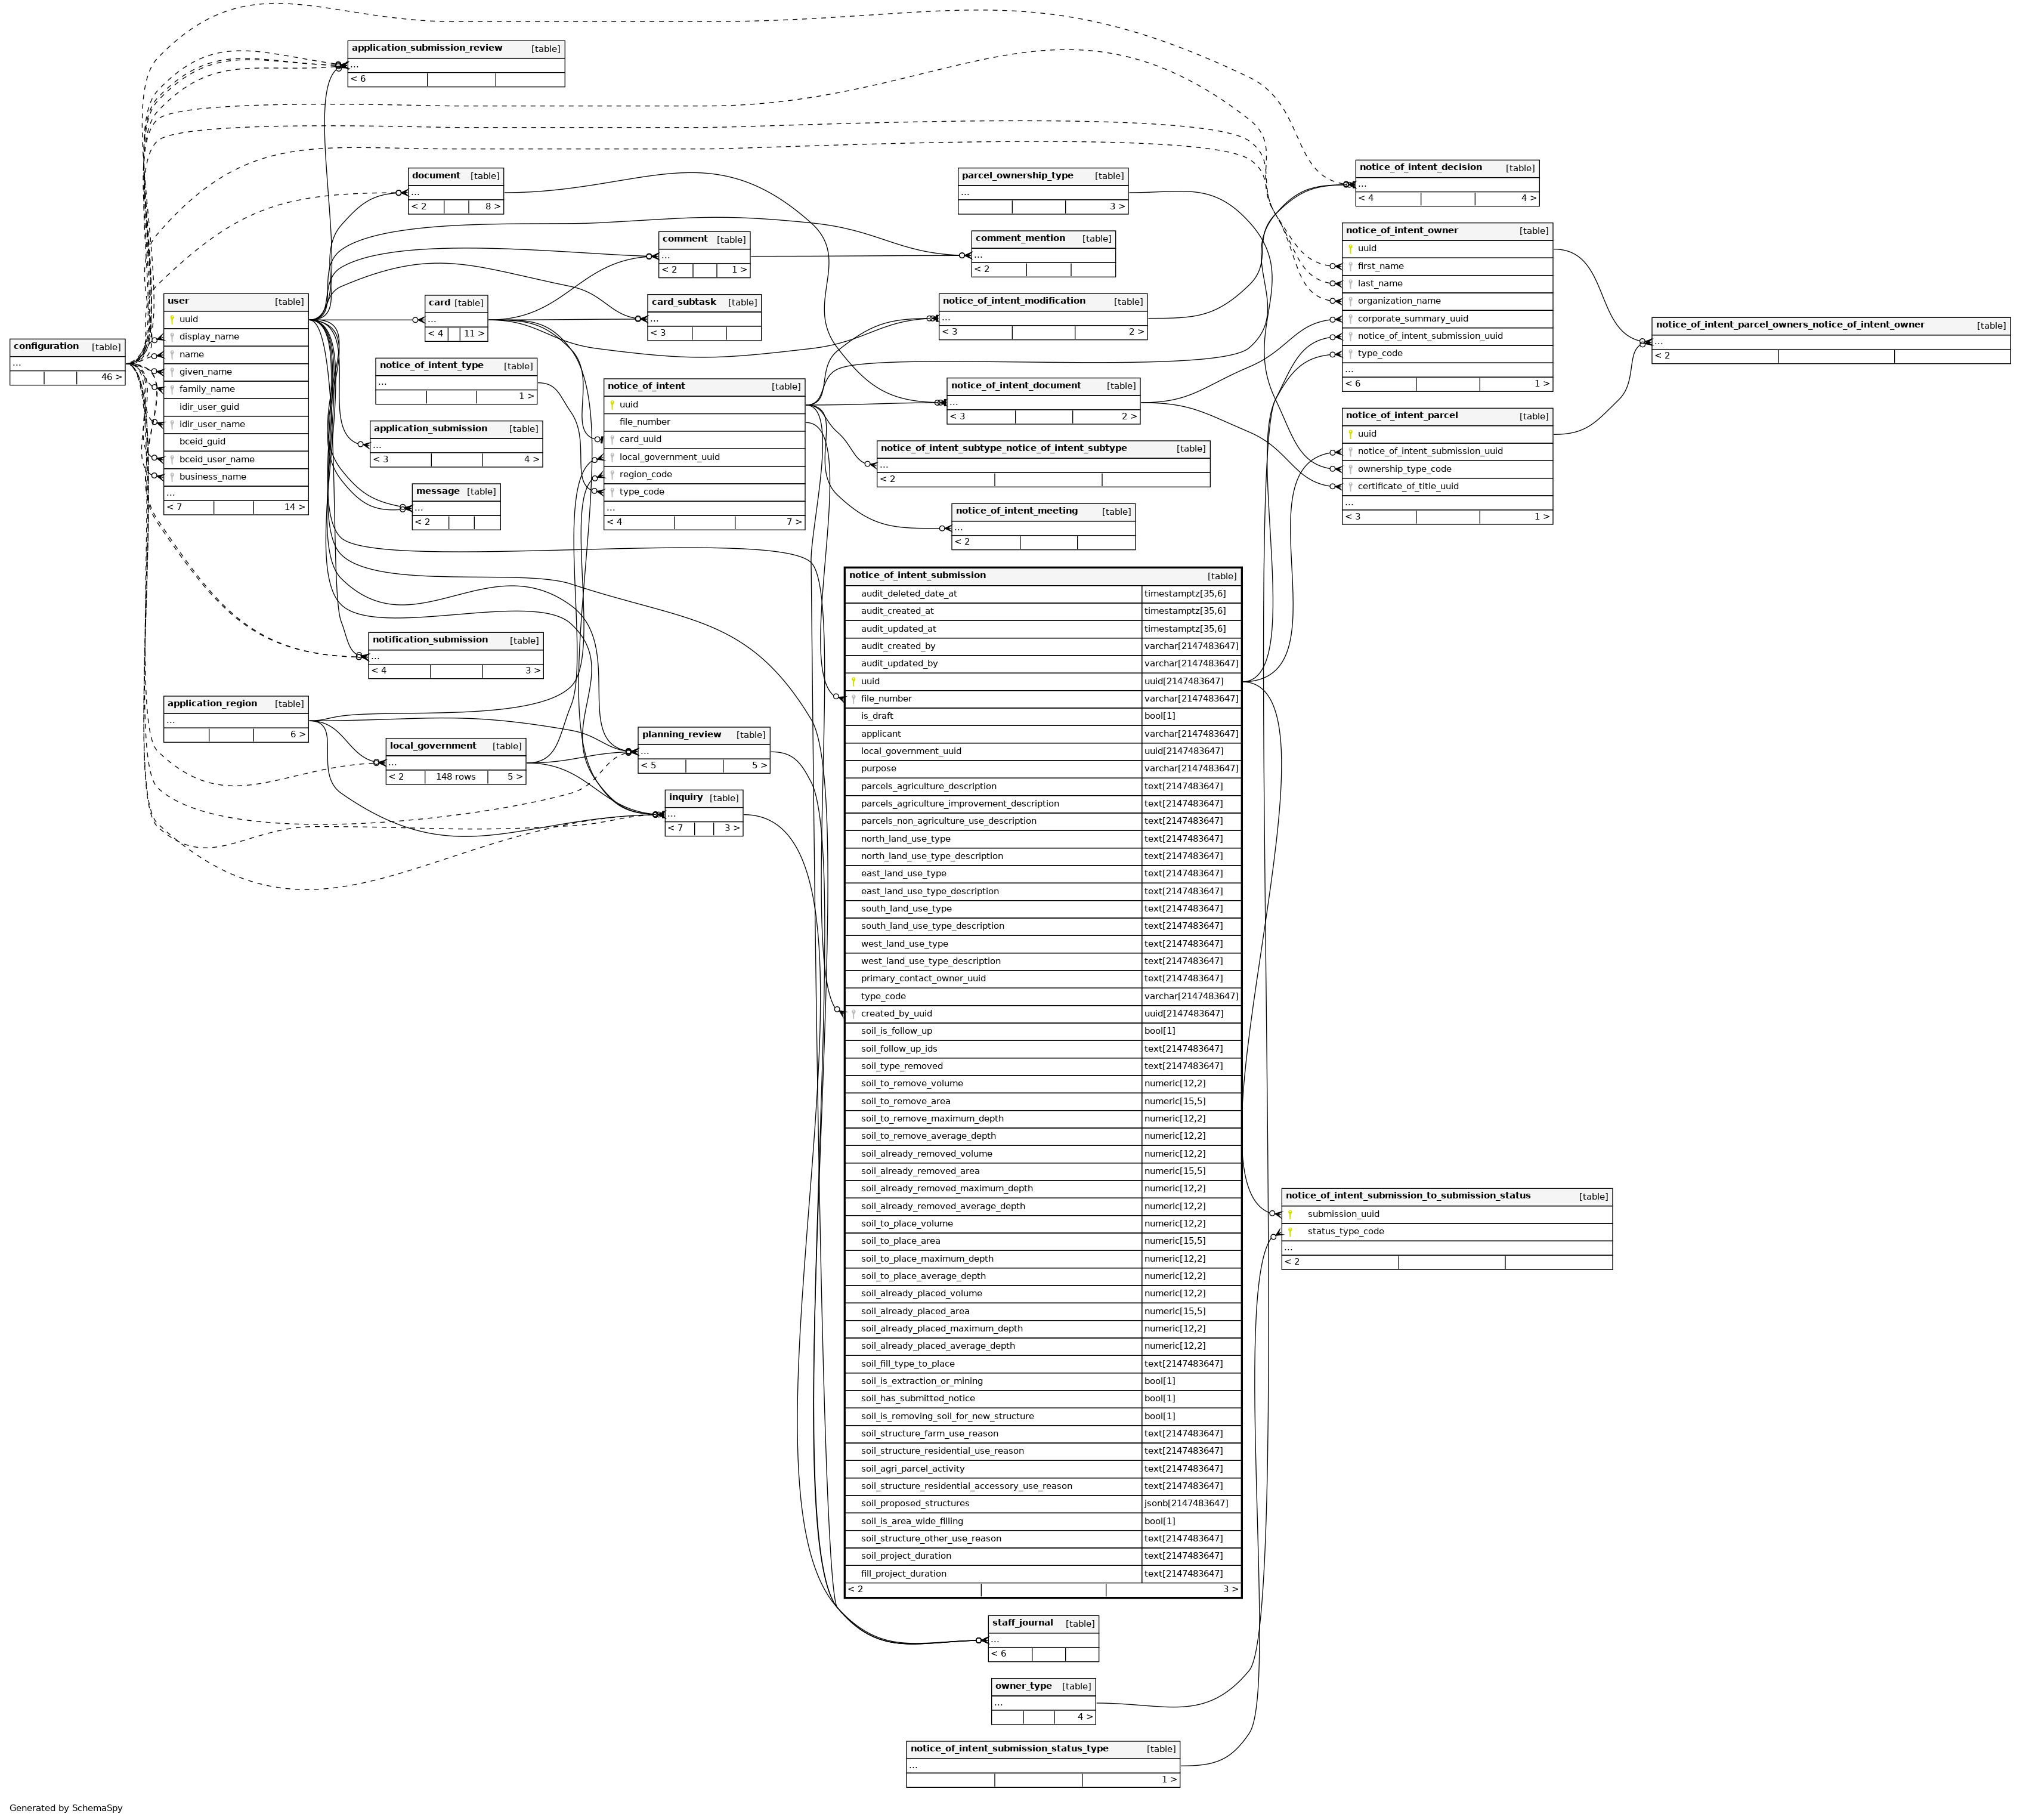 application_submission_review [table]
...
< 6
document [table]
...
< 2 8 >
parcel_ownership_type [table]
...
3 >
notice_of_intent_decision [table]
...
< 4 4 >
comment [table]
...
< 2 1 >
comment_mention [table]
...
< 2
notice_of_intent_owner [table]
uuid
first_name
last_name
organization_name
corporate_summary_uuid
notice_of_intent_submission_uuid
type_code
...
< 6 1 >
user [table]
uuid
display_name
name
given_name
family_name
idir_user_guid
idir_user_name
bceid_guid
bceid_user_name
business_name
...
< 7 14 >
card [table]
...
< 4 11 >
card_subtask [table]
...
< 3
notice_of_intent_modification [table]
...
< 3 2 >
notice_of_intent_parcel_owners_notice_of_intent_owner [table]
...
< 2
configuration [table]
...
46 >
notice_of_intent_type [table]
...
1 >
notice_of_intent [table]
uuid
file_number
card_uuid
local_government_uuid
region_code
type_code
...
< 4 7 >
notice_of_intent_document [table]
...
< 3 2 >
notice_of_intent_parcel [table]
uuid
notice_of_intent_submission_uuid
ownership_type_code
certificate_of_title_uuid
...
< 3 1 >
application_submission [table]
...
< 3 4 >
notice_of_intent_subtype_notice_of_intent_subtype [table]
...
< 2
message [table]
...
< 2
notice_of_intent_meeting [table]
...
< 2
notice_of_intent_submission [table]
audit_deleted_date_at timestamptz[35,6]
audit_created_at timestamptz[35,6]
audit_updated_at timestamptz[35,6]
audit_created_by varchar[2147483647]
audit_updated_by varchar[2147483647]
uuid uuid[2147483647]
file_number varchar[2147483647]
is_draft bool[1]
applicant varchar[2147483647]
local_government_uuid uuid[2147483647]
purpose varchar[2147483647]
parcels_agriculture_description text[2147483647]
parcels_agriculture_improvement_description text[2147483647]
parcels_non_agriculture_use_description text[2147483647]
north_land_use_type text[2147483647]
north_land_use_type_description text[2147483647]
east_land_use_type text[2147483647]
east_land_use_type_description text[2147483647]
south_land_use_type text[2147483647]
south_land_use_type_description text[2147483647]
west_land_use_type text[2147483647]
west_land_use_type_description text[2147483647]
primary_contact_owner_uuid text[2147483647]
type_code varchar[2147483647]
created_by_uuid uuid[2147483647]
soil_is_follow_up bool[1]
soil_follow_up_ids text[2147483647]
soil_type_removed text[2147483647]
soil_to_remove_volume numeric[12,2]
soil_to_remove_area numeric[15,5]
soil_to_remove_maximum_depth numeric[12,2]
soil_to_remove_average_depth numeric[12,2]
soil_already_removed_volume numeric[12,2]
soil_already_removed_area numeric[15,5]
soil_already_removed_maximum_depth numeric[12,2]
soil_already_removed_average_depth numeric[12,2]
soil_to_place_volume numeric[12,2]
soil_to_place_area numeric[15,5]
soil_to_place_maximum_depth numeric[12,2]
soil_to_place_average_depth numeric[12,2]
soil_already_placed_volume numeric[12,2]
soil_already_placed_area numeric[15,5]
soil_already_placed_maximum_depth numeric[12,2]
soil_already_placed_average_depth numeric[12,2]
soil_fill_type_to_place text[2147483647]
soil_is_extraction_or_mining bool[1]
soil_has_submitted_notice bool[1]
soil_is_removing_soil_for_new_structure bool[1]
soil_structure_farm_use_reason text[2147483647]
soil_structure_residential_use_reason text[2147483647]
soil_agri_parcel_activity text[2147483647]
soil_structure_residential_accessory_use_reason text[2147483647]
soil_proposed_structures jsonb[2147483647]
soil_is_area_wide_filling bool[1]
soil_structure_other_use_reason text[2147483647]
soil_project_duration text[2147483647]
fill_project_duration text[2147483647]
< 2 3 >
notification_submission [table]
...
< 4 3 >
application_region [table]
...
6 >
local_government [table]
...
< 2 148 rows 5 >
planning_review [table]
...
< 5 5 >
inquiry [table]
...
< 7 3 >
notice_of_intent_submission_to_submission_status [table]
submission_uuid
status_type_code
...
< 2
staff_journal [table]
...
< 6
owner_type [table]
...
4 >
notice_of_intent_submission_status_type [table]
...
1 >
Generated by SchemaSpy